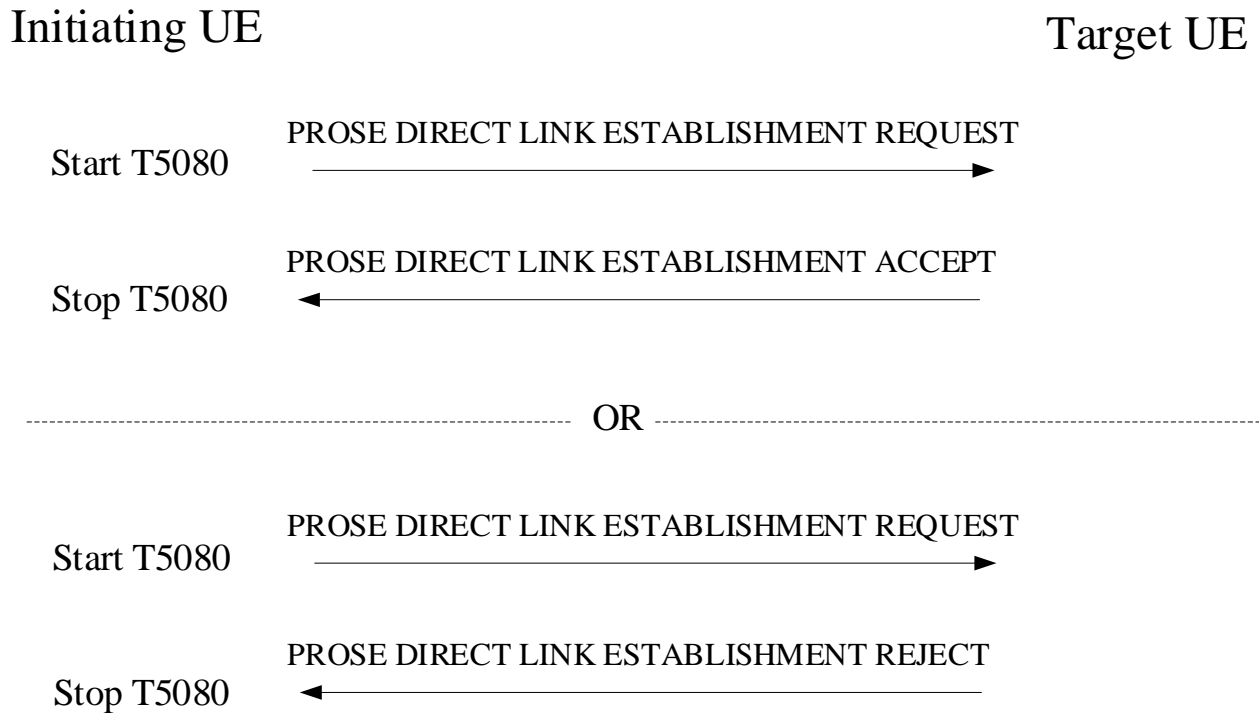 Initiating UE
Target UE
PROSE DIRECT LINK ESTABLISHMENT REQUEST
Start T5080
PROSE DIRECT LINK ESTABLISHMENT ACCEPT
Stop T5080
OR
PROSE DIRECT LINK ESTABLISHMENT REQUEST
Start T5080
PROSE DIRECT LINK ESTABLISHMENT REJECT
Stop T5080